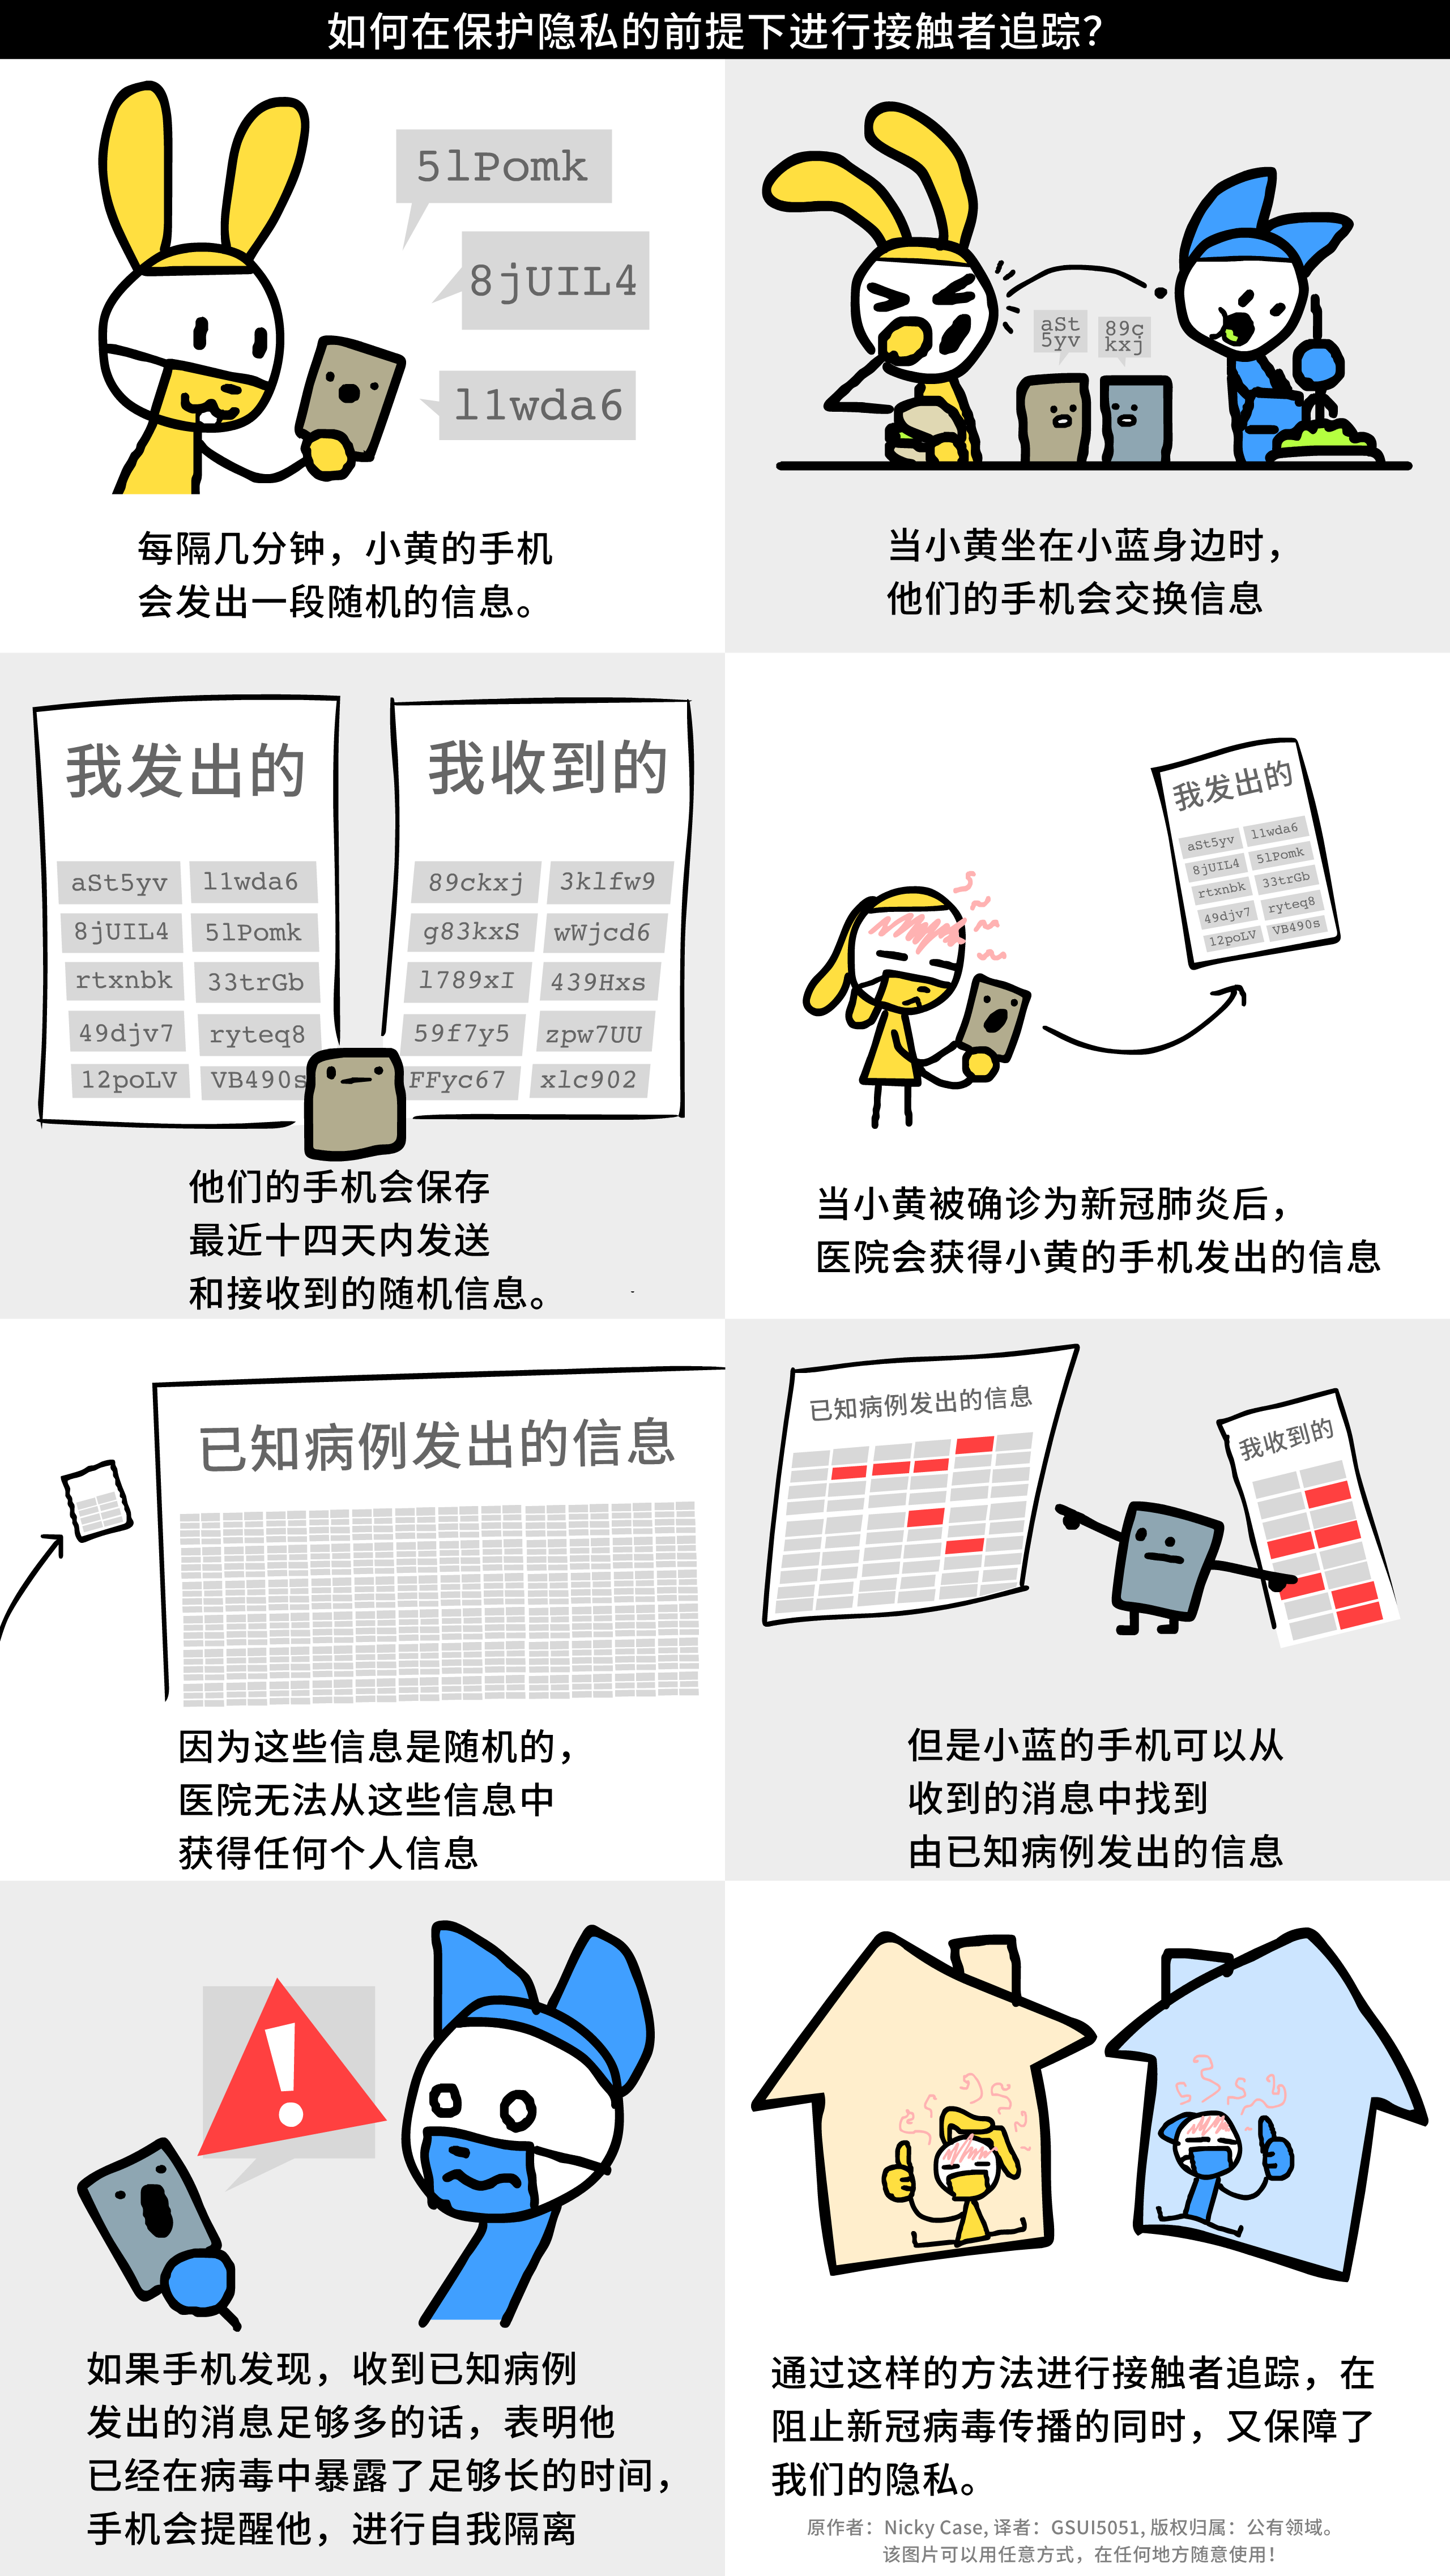 如何在保护隐私的前提下进行接触者追踪？
5lPomk
8jUIL4
l1wda6
每隔几分钟，小黄的手机
会发出一段随机的信息。
aSt
5yv
89c
kxj
当小黄坐在小蓝身边时，
他们的手机会交换信息
我发出的
aSt5yv l1wda6
8jUIL4 5lPomk
rtxnbk 33trGb
49djv7 ryteq8
12poLV VB490s
我收到的
89ckxj 3klfw9
g83kxS wWjcd6
l789xI 439Hxs
59f7y5 zpw7UU
FFyc67 xlc902
他们的手机会保存
最近十四天内发送
和接收到的随机信息。
我发出的
aSt5yv l1wda6
8jUIL4 5lPomk
rtxnbk 33trGb
49djv7 ryteq8
12poLV VB490s
当小黄被确诊为新冠肺炎后，
医院会获得小黄的手机发出的信息
已知病例发出的信息
因为这些信息是随机的，
医院无法从这些信息中
获得任何个人信息
已知病例发出的信息
我收到的
但是小蓝的手机可以从
收到的消息中找到
由已知病例发出的信息
!
如果手机发现，收到已知病例
发出的消息足够多的话，表明他
已经在病毒中暴露了足够长的时间，
手机会提醒他，进行自我隔离
通过这样的方法进行接触者追踪，在
阻止新冠病毒传播的同时，又保障了
我们的隐私。
原作者：Nicky Case, 译者：GSUI5051, 版权归属：公有领域。
该图片可以用任意方式，在任何地方随意使用！